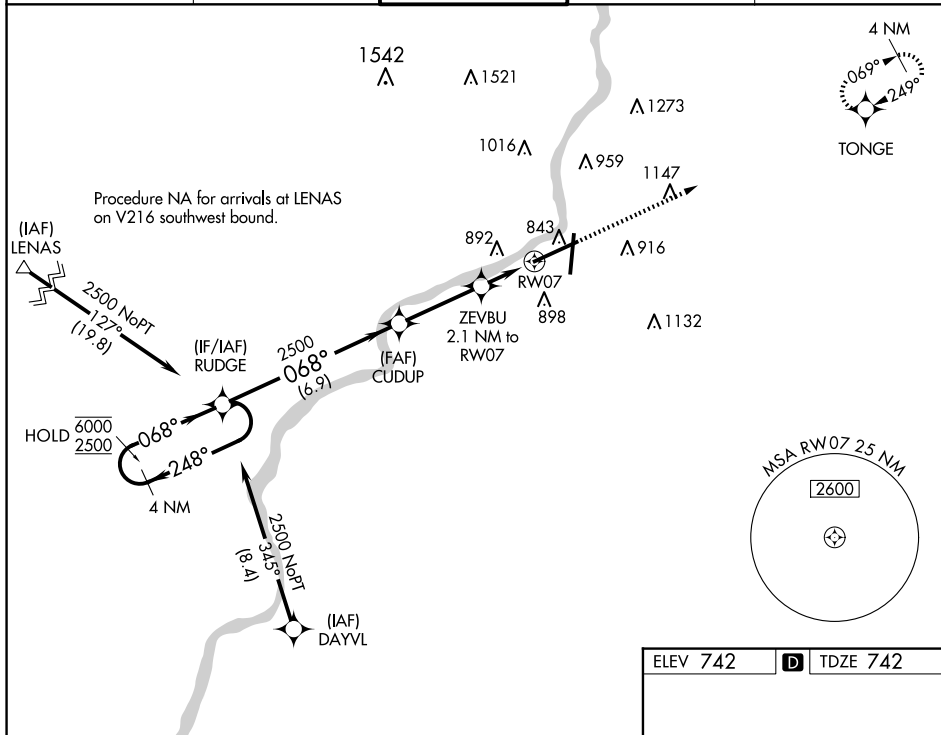 1542
1521
1273
1016
959
1147
4 NM
069°
249°
TONGE
Procedure NA for arrivals at LENAS
on V216 southwest bound.
(IAF)
LENAS
2500 NoPT
127°
(19.8)
892
843
916
RW07
898
1132
ZEVBU
2.1 NM to
RW07
(FAF)
CUDUP
2500
068°
(6.9)
(IF/IAF)
RUDGE
HOLD 6000
2500
068°
248°
4 NM
2500 NoPT
345°
(8.4)
(IAF)
DAYVL
MSA RW07 25 NM
2600
ELEV 742 D TDZE 742